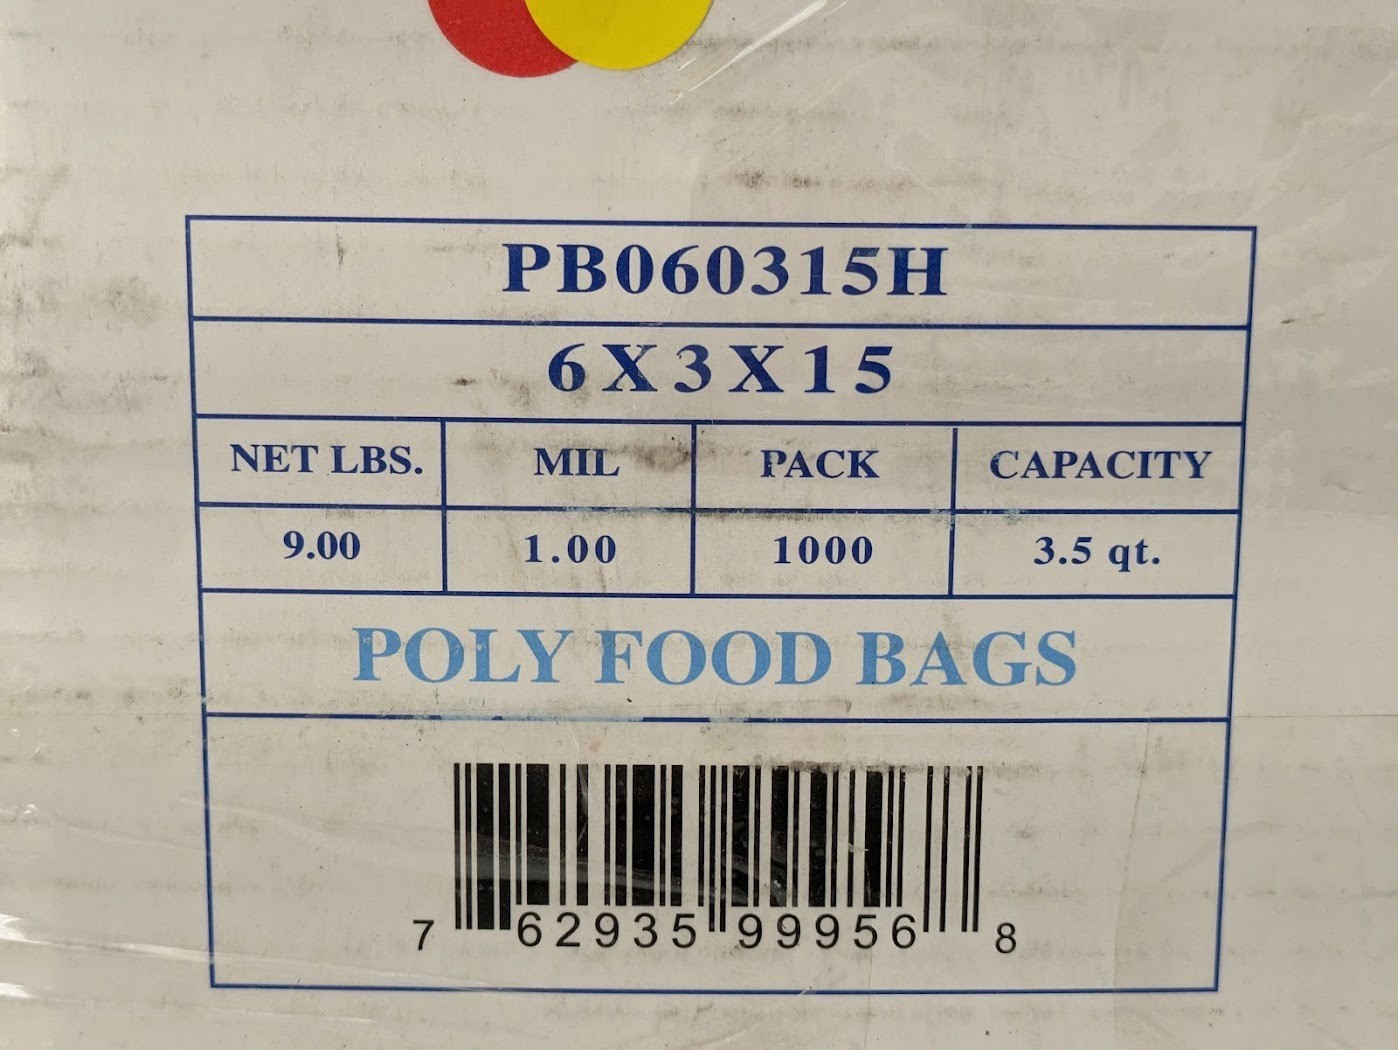 PB060315H
6X3X15
NET LBS. MIL PACK CAPACITY
9.00 1.00 1000 3.5 qt.
POLY FOOD BAGS
7 62935 99956 8